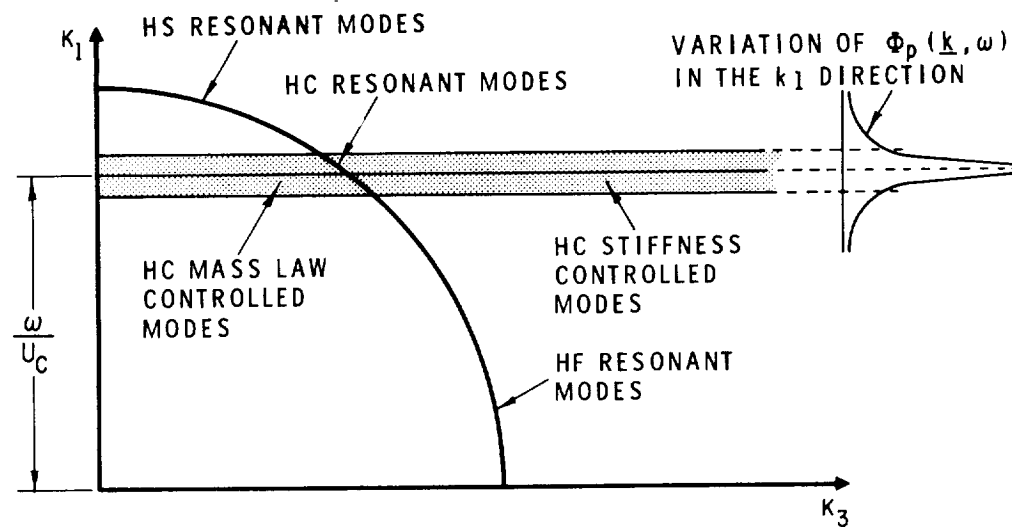 HS RESONANT MODES
K1
HC RESONANT MODES
VARIATION OF Φp (k, ω)
IN THE k1 DIRECTION
HC MASS LAW
CONTROLLED
MODES
HC STIFFNESS
CONTROLLED
MODES
ω
UC
HF RESONANT
MODES
K3